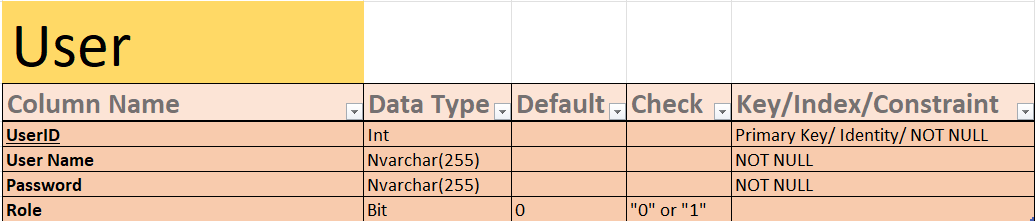 User
Column Name Data Type Default Check Key/Index/Constraint
UserID Int Primary Key/ Identity/ NOT NULL
User Name Nvarchar(255) NOT NULL
Password Nvarchar(255) NOT NULL
Role Bit 0 "0" or "1"